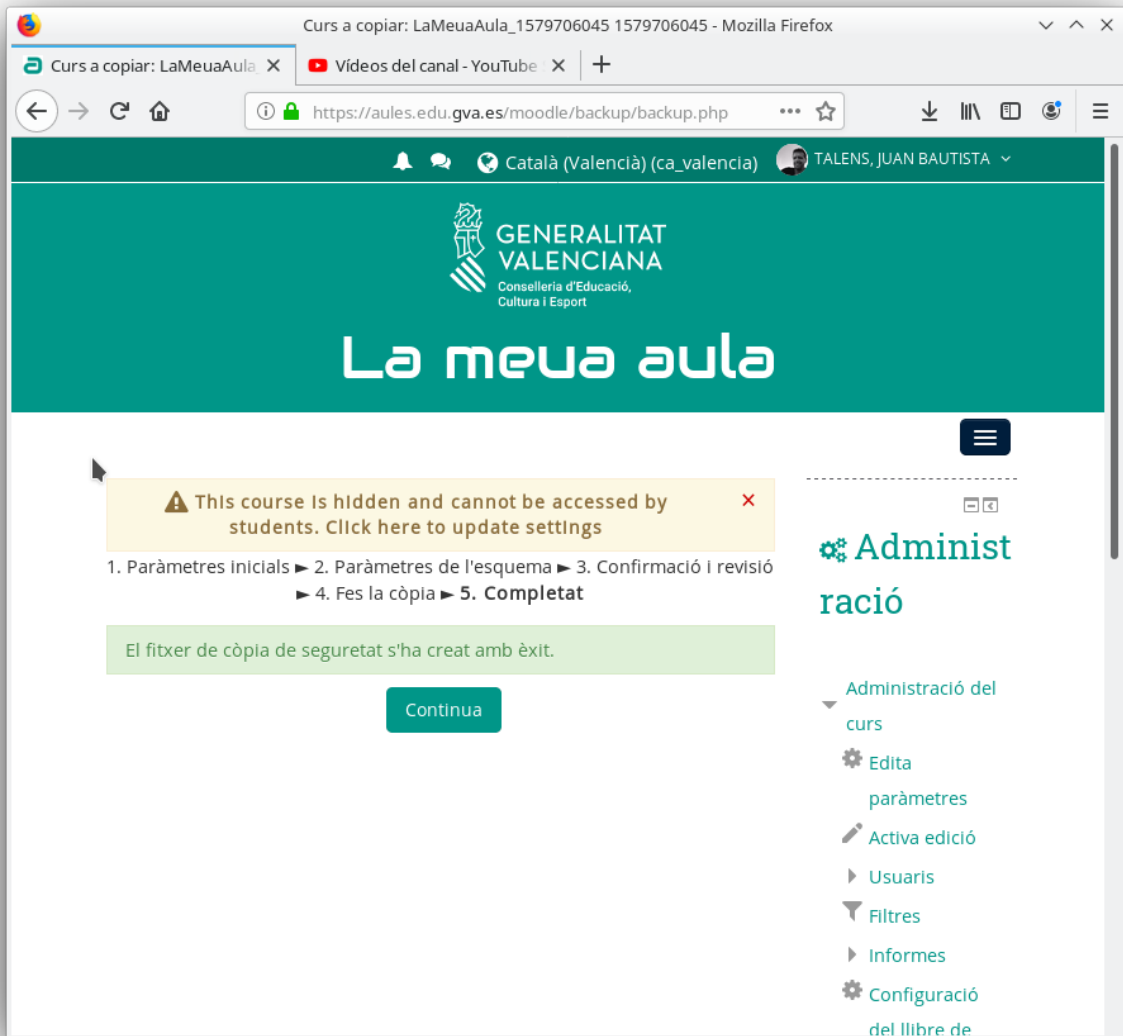 Curs a copiar: LaMeuaAula_1579706045 1579706045 - Mozilla Firefox
Curs a copiar: LaMeuaAula_
Vídeos del canal - YouTube
https://aules.edu.gva.es/moodle/backup/backup.php
Català (Valencià) (ca_valencia)
TALENS, JUAN BAUTISTA
GENERALITAT
VALENCIANA
Conselleria d'Educació,
Cultura i Esport
La meua aula
This course is hidden and cannot be accessed by
students. Click here to update settings
1. Paràmetres inicials ► 2. Paràmetres de l'esquema ► 3. Confirmació i revisió
► 4. Fes la còpia ► 5. Completat
El fitxer de còpia de seguretat s'ha creat amb èxit.
Continua
Administ
ració
Administració del
curs
Edita
paràmetres
Activa edició
Usuaris
Filtres
Informes
Configuració
del llibre de